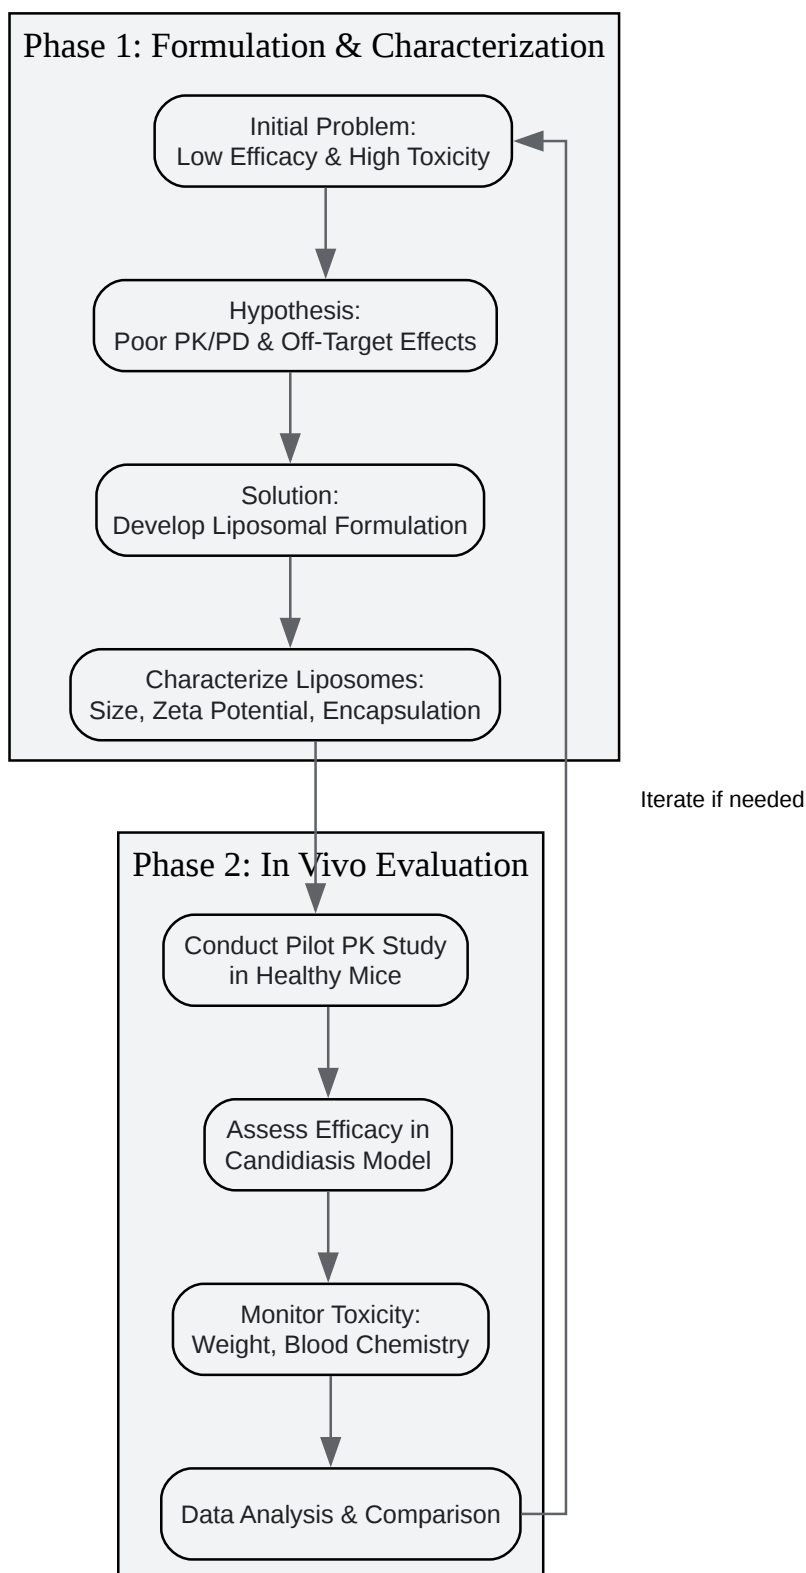 Phase 1: Formulation & Characterization
Initial Problem:
Low Efficacy & High Toxicity
Hypothesis:
Poor PK/PD & Off-Target Effects
Solution:
Develop Liposomal Formulation
Characterize Liposomes:
Size, Zeta Potential, Encapsulation
Iterate if needed
Phase 2: In Vivo Evaluation
Conduct Pilot PK Study
in Healthy Mice
Assess Efficacy in
Candidiasis Model
Monitor Toxicity:
Weight, Blood Chemistry
Data Analysis & Comparison